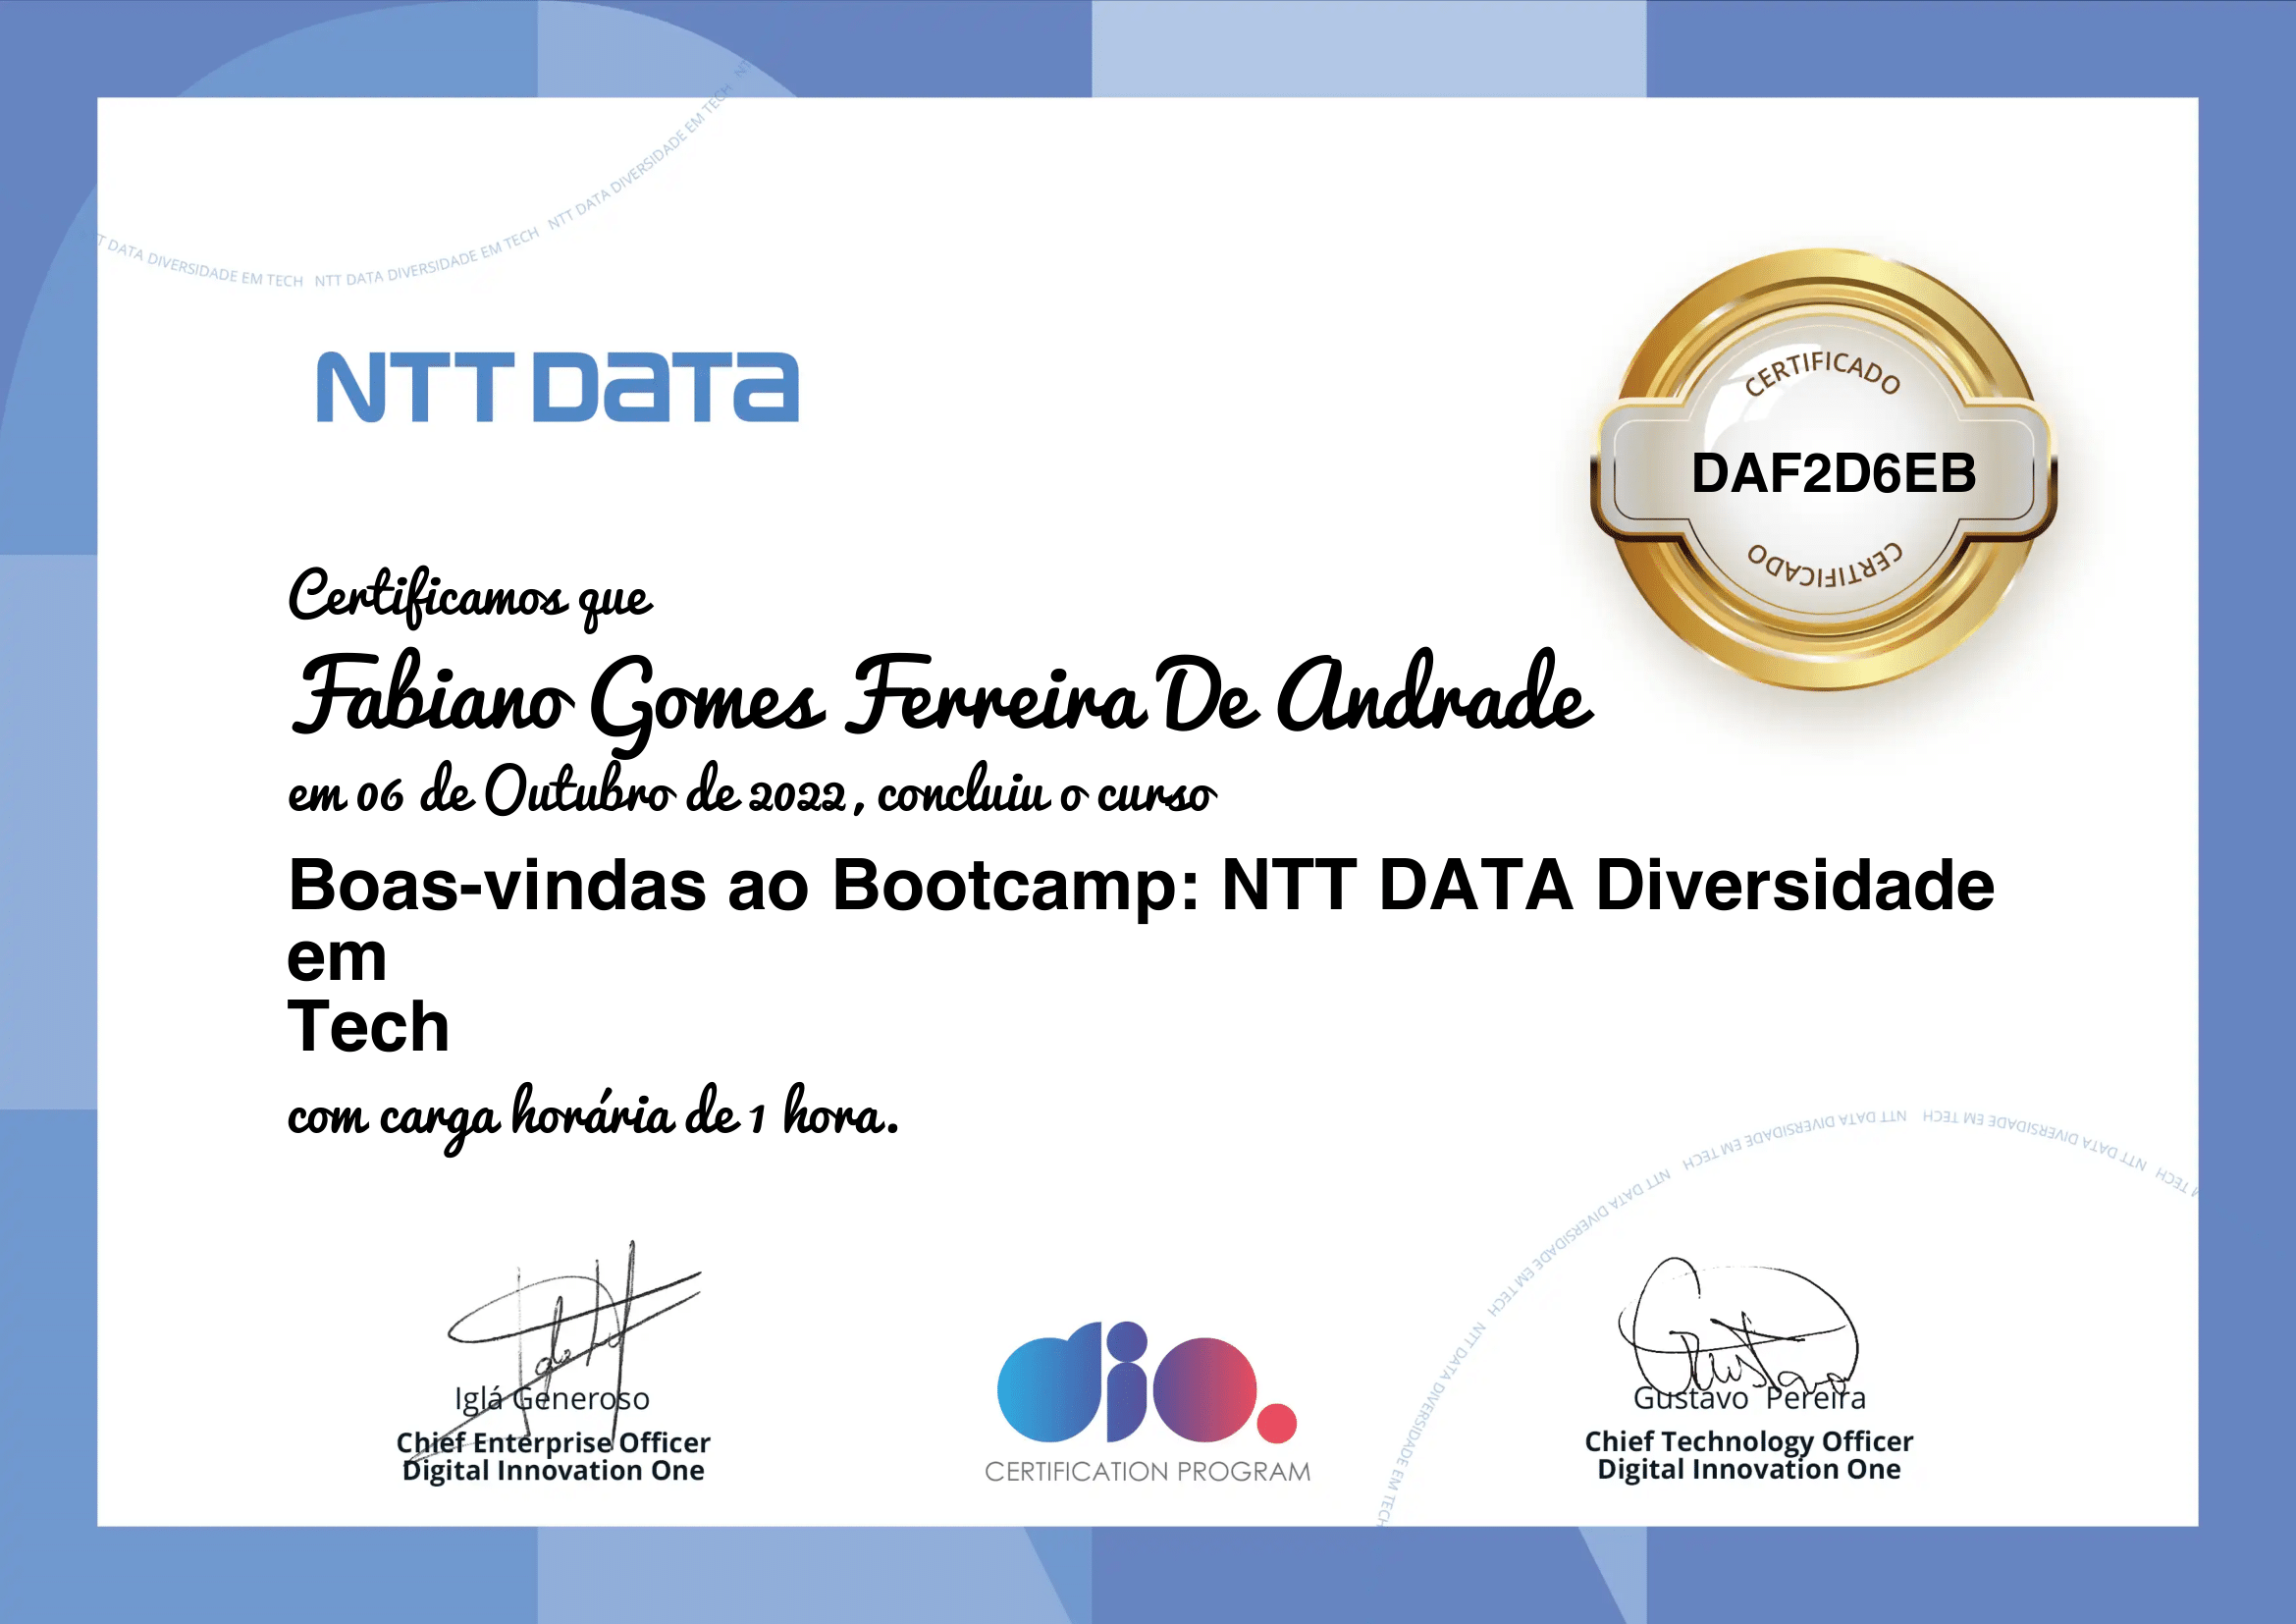 NTT DATA DIVERSIDADE EM TECH NTT DATA DIVERSIDADE EM TECH NTT DATA DIVERSIDADE EM TECH NT
NTT DATA
CERTIFICADO
DAF2D6EB
CERTIFICADO
Certificamos que
Fabiano Gomes Ferreira De Andrade
em 06 de Outubro de 2022, concluiu o curso
Boas-vindas ao Bootcamp: NTT DATA Diversidade
em
Tech
com carga horária de 1 hora.
M TECH NTT DATA DIVERSIDADE EM TECH NTT DATA DIVERSIDADE EM TECH NTT DATA DIVERSIDADE EM TECH NTT DATA DIVERSIDADE EM TECH
Iglá Generoso
Chief Enterprise Officer
Digital Innovation One
dio.
CERTIFICATION PROGRAM
Gustavo
Gustavo Pereira
Chief Technology Officer
Digital Innovation One